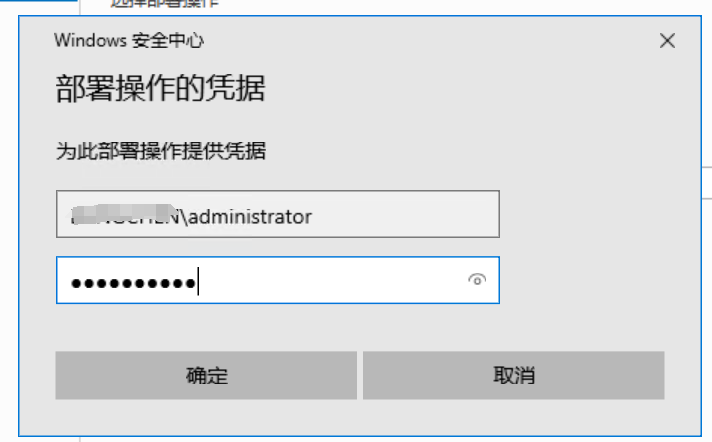 选择部署操作
Windows 安全中心
部署操作的凭据
为此部署操作提供凭据
\administrator
确定
取消